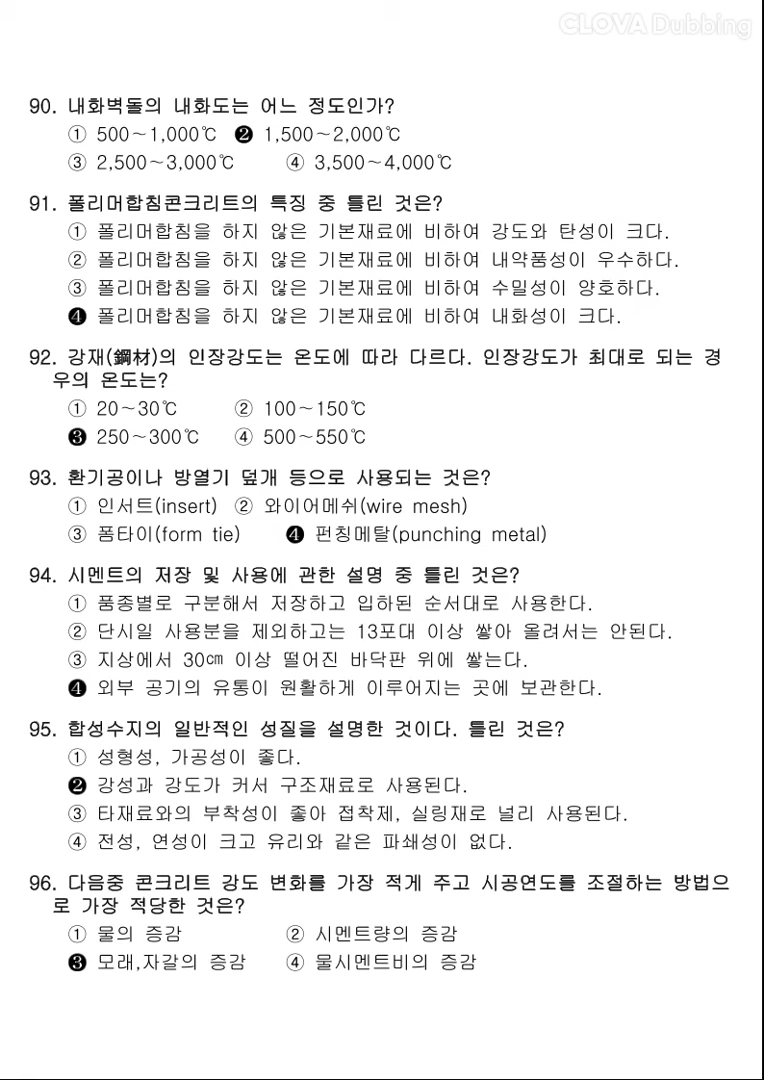 CLOVA Dubbing
90. 내화벽돌의 내화도는 어느 정도인가?
① 500~1,000℃ ❷ 1,500~2,000℃
③ 2,500~3,000℃ ④ 3,500~4,000℃
91. 폴리머합침콘크리트의 특징 중 틀린 것은?
① 폴리머합침을 하지 않은 기본재료에 비하여 강도와 탄성이 크다.
② 폴리머합침을 하지 않은 기본재료에 비하여 내약품성이 우수하다.
③ 폴리머합침을 하지 않은 기본재료에 비하여 수밀성이 양호하다.
❹ 폴리머합침을 하지 않은 기본재료에 비하여 내화성이 크다.
92. 강재(鋼材)의 인장강도는 온도에 따라 다르다. 인장강도가 최대로 되는 경
우의 온도는?
① 20~30℃ ② 100~150℃
❸ 250~300℃ ④ 500~550℃
93. 환기공이나 방열기 덮개 등으로 사용되는 것은?
① 인서트(insert) ② 와이어메쉬(wire mesh)
③ 폼타이(form tie) ❹ 펀칭메탈(punching metal)
94. 시멘트의 저장 및 사용에 관한 설명 중 틀린 것은?
① 품종별로 구분해서 저장하고 입하된 순서대로 사용한다.
② 단시일 사용분을 제외하고는 13포대 이상 쌓아 올려서는 안된다.
③ 지상에서 30㎝ 이상 떨어진 바닥판 위에 쌓는다.
❹ 외부 공기의 유통이 원활하게 이루어지는 곳에 보관한다.
95. 합성수지의 일반적인 성질을 설명한 것이다. 틀린 것은?
① 성형성, 가공성이 좋다.
❷ 강성과 강도가 커서 구조재료로 사용된다.
③ 타재료와의 부착성이 좋아 접착제, 실링재로 널리 사용된다.
④ 전성, 연성이 크고 유리와 같은 파쇄성이 없다.
96. 다음중 콘크리트 강도 변화를 가장 적게 주고 시공연도를 조절하는 방법으
로 가장 적당한 것은?
① 물의 증감 ② 시멘트량의 증감
❸ 모래,자갈의 증감 ④ 물시멘트비의 증감